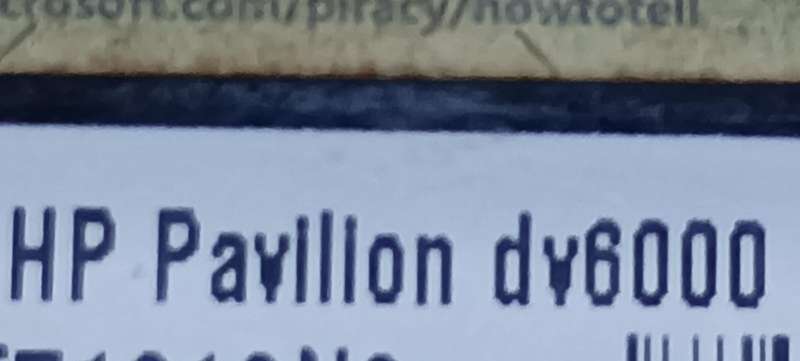 crosoft.com/piracy/howtotell
HP Pavilion dv6000